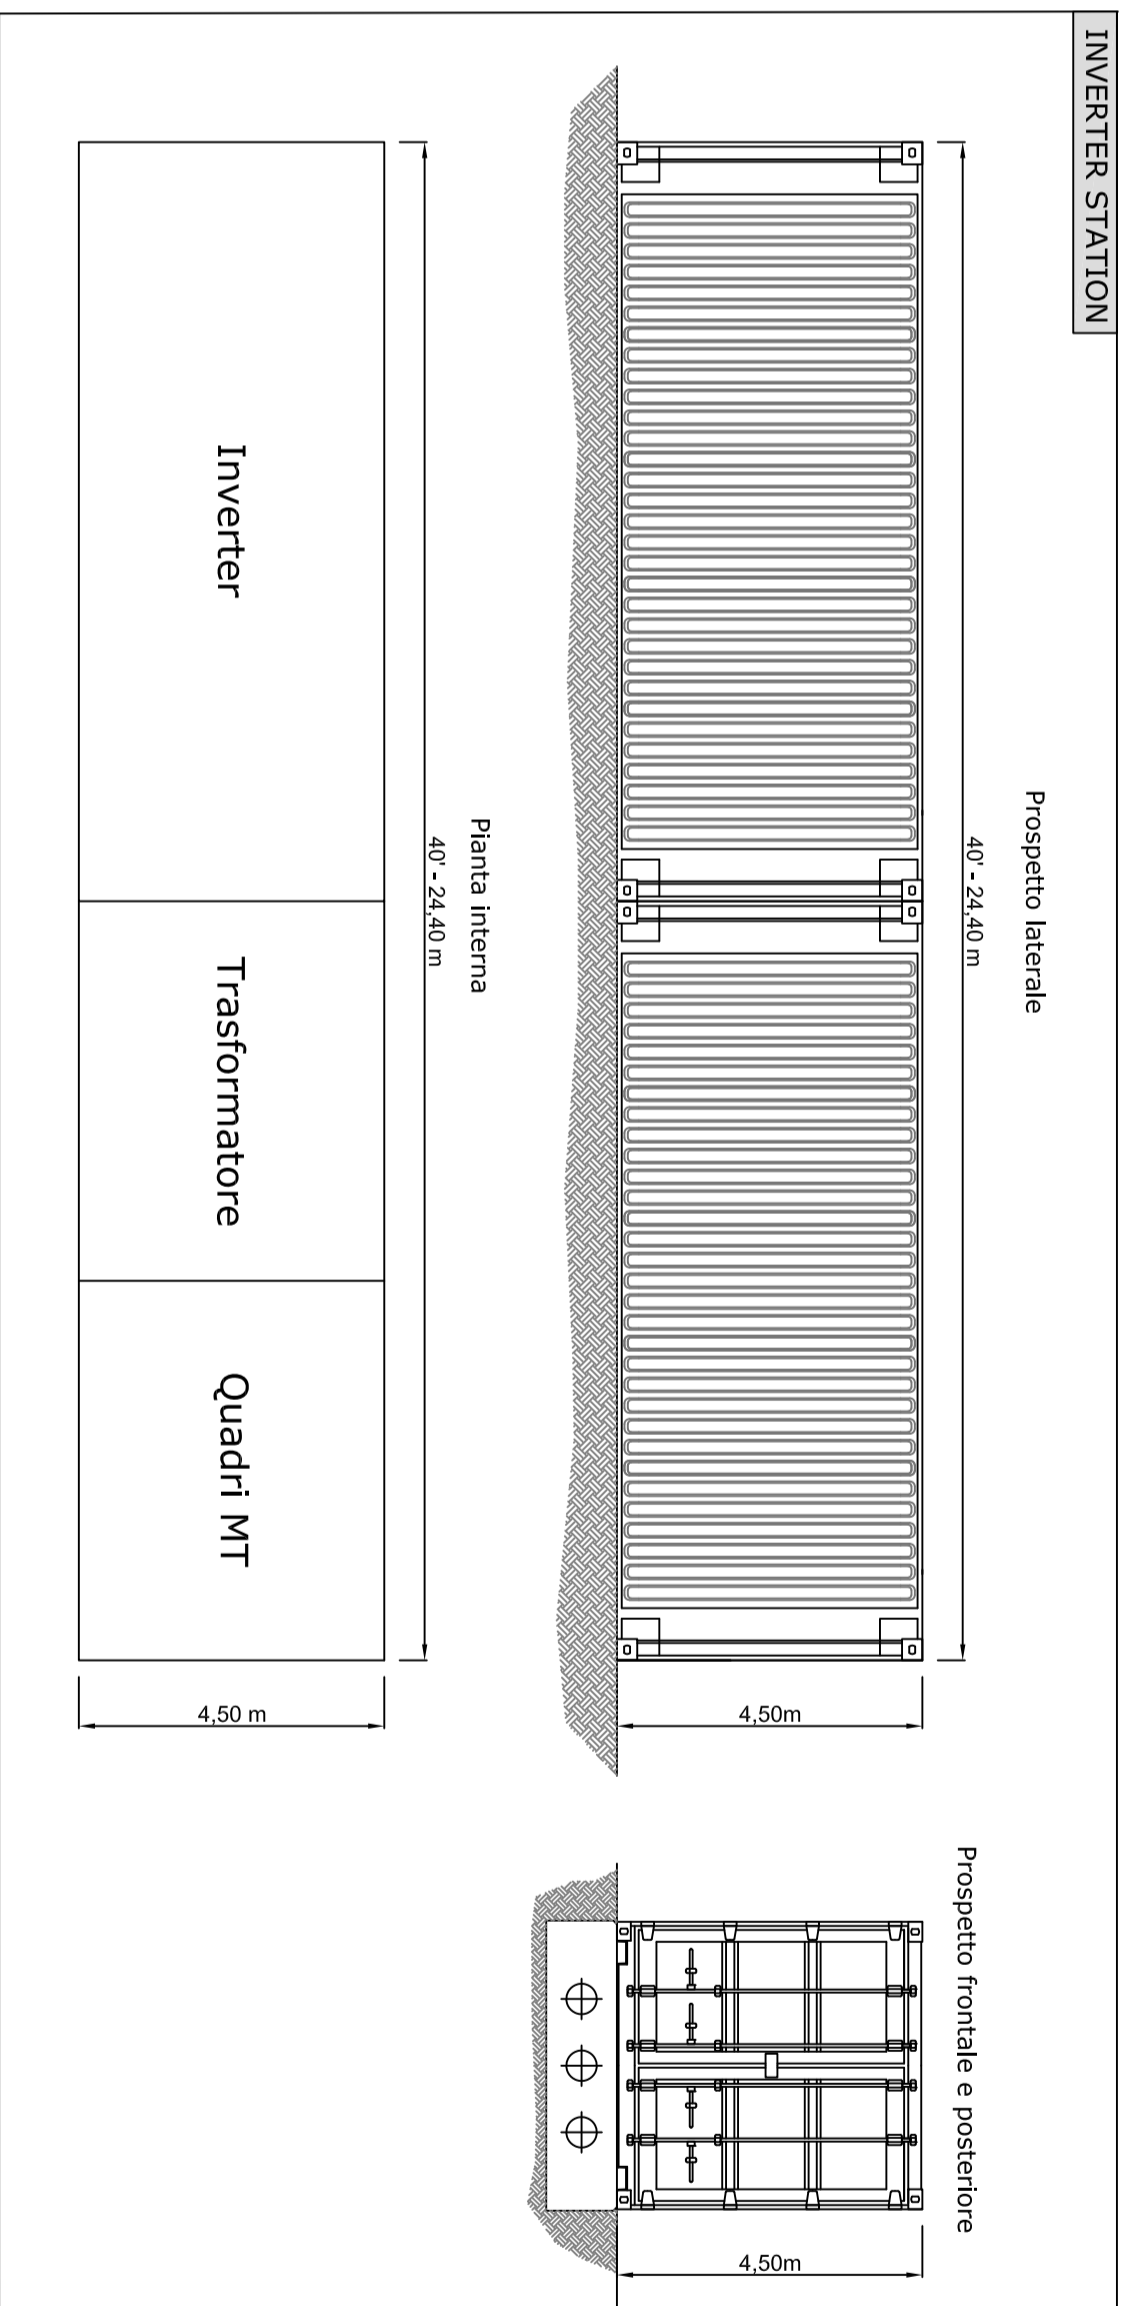 INVERTER STATION
Prospetto laterale
40' - 24,40 m
4,50m
Prospetto frontale e posteriore
4,50m
Pianta interna
40' - 24,40 m
Inverter
Trasformatore
Quadri MT
4,50 m